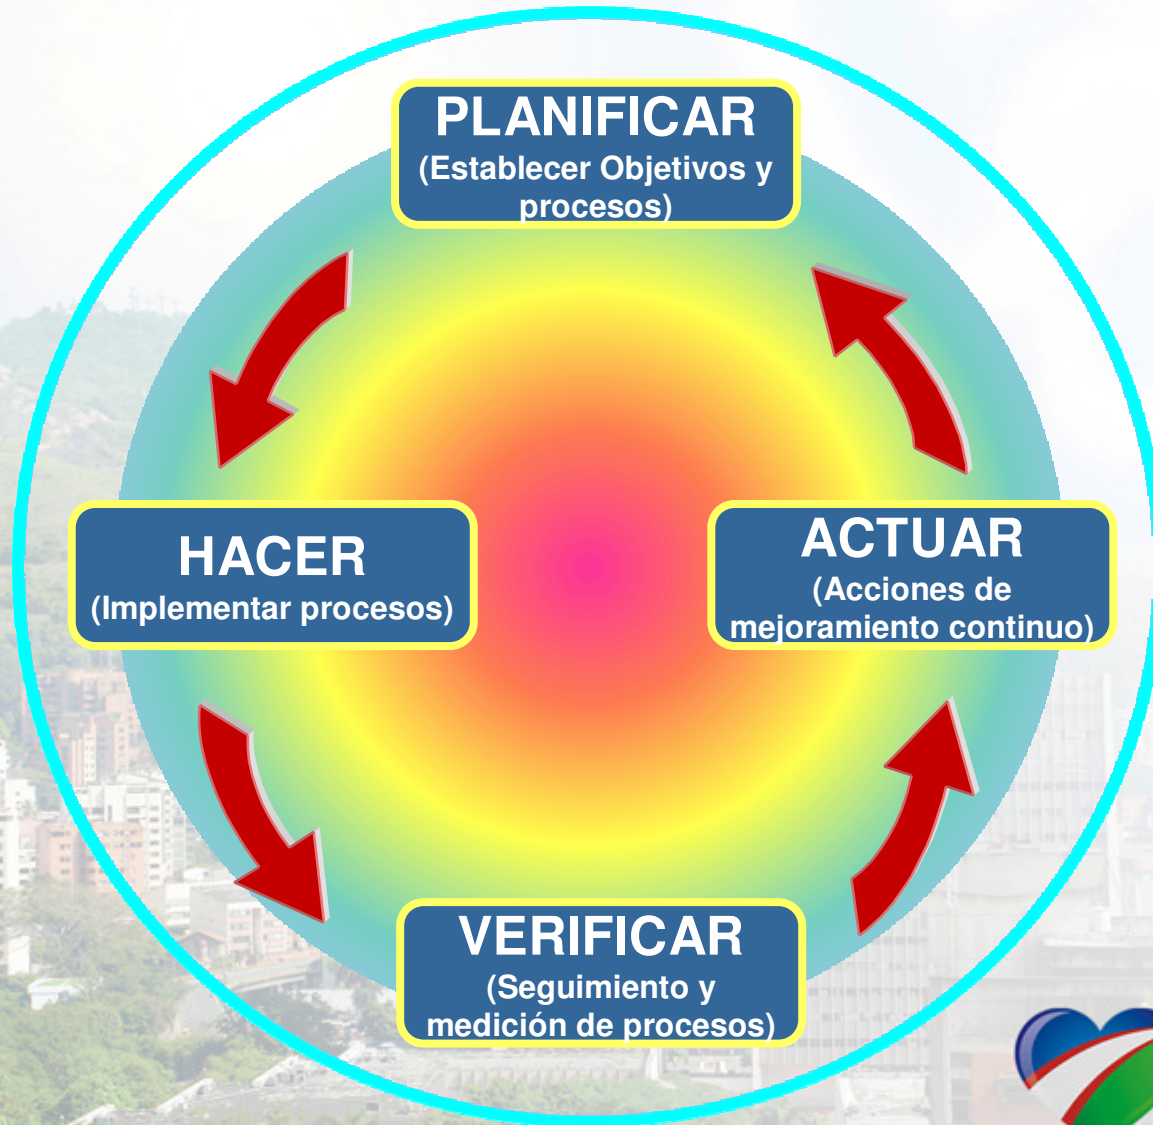 PLANIFICAR
(Establecer Objetivos y
procesos)
HACER
(Implementar procesos)
ACTUAR
(Acciones de
mejoramiento continuo)
VERIFICAR
(Seguimiento y
medición de procesos)